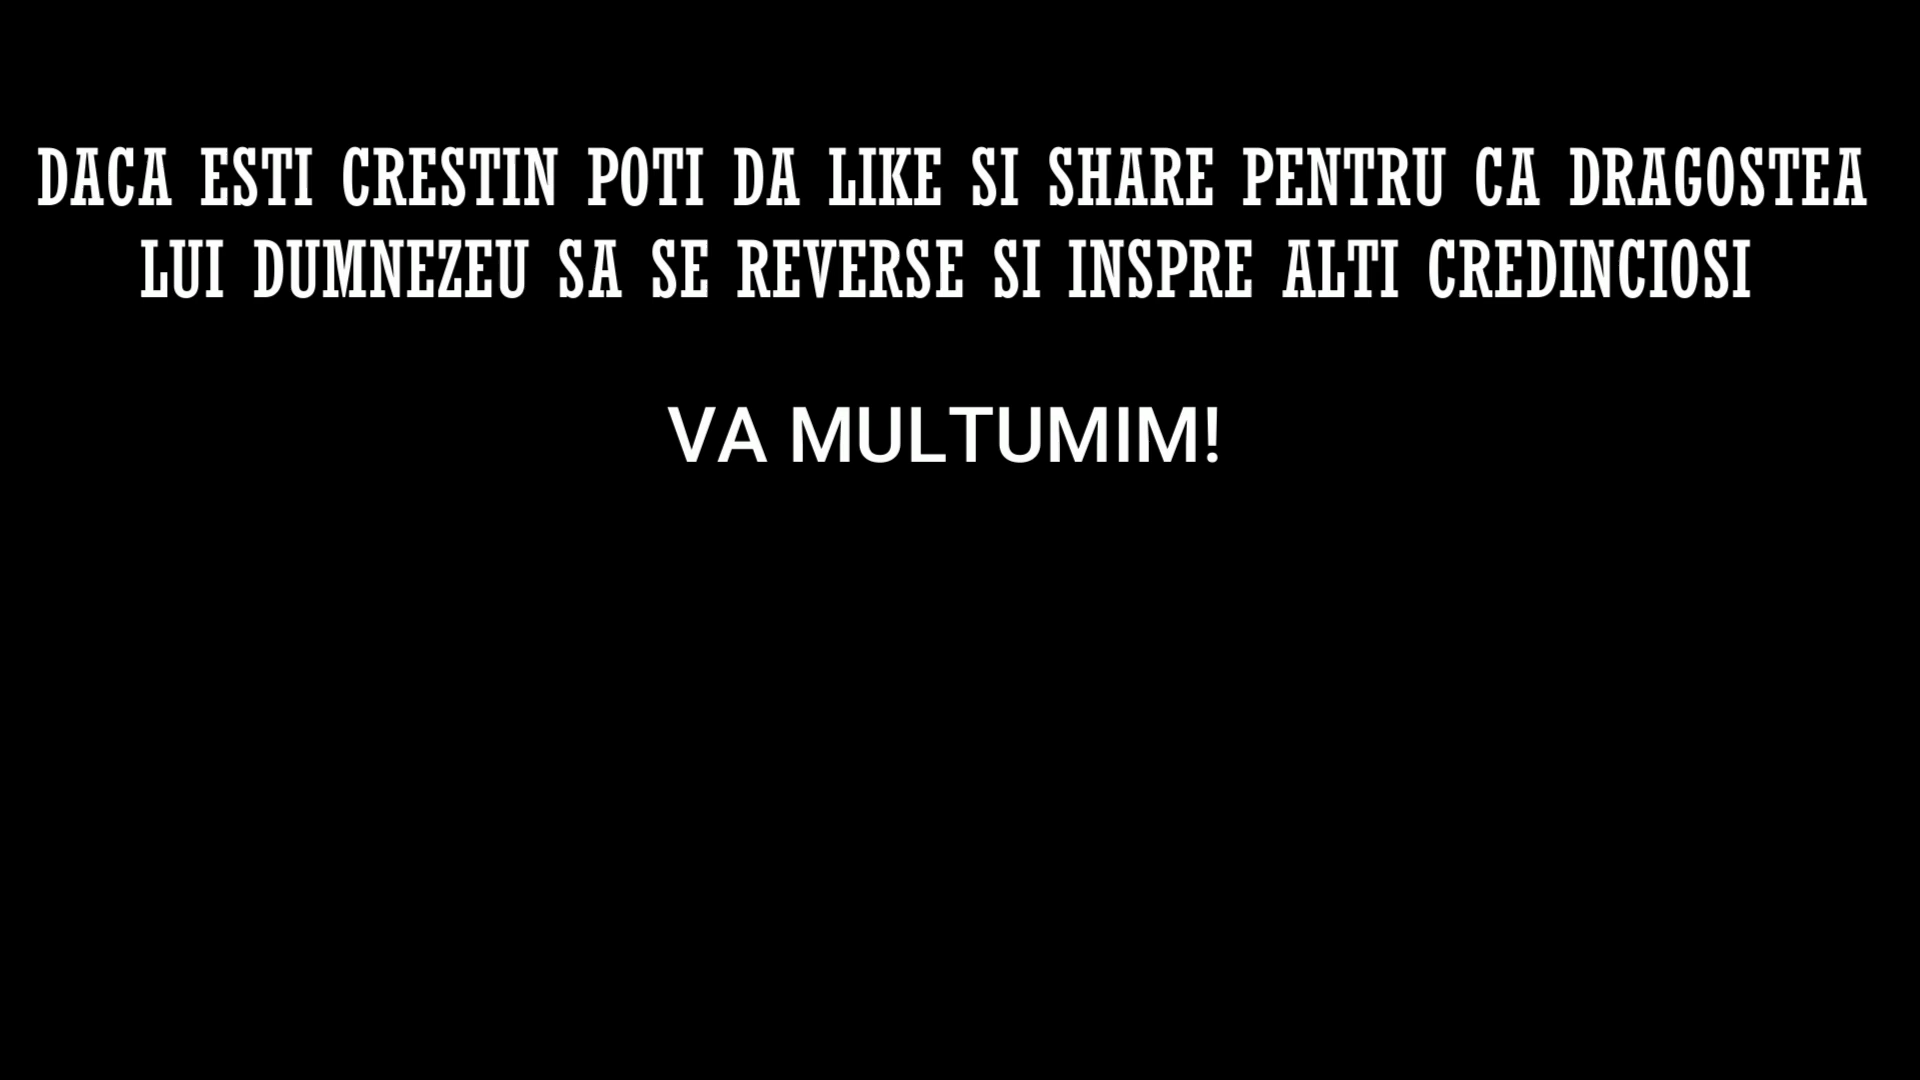 DACA ESTI CRESTIN POTI DA LIKE SI SHARE PENTRU CA DRAGOSTEA
LUI DUMNEZEU SA SE REVERSE SI INSPRE ALTI CREDINCIOSI
VA MULTUMIM!